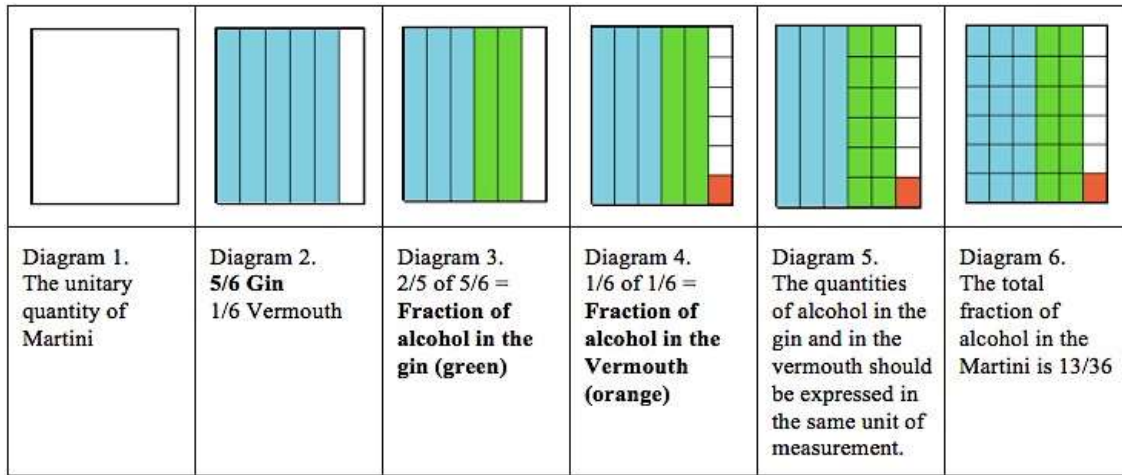 Diagram 1.
The unitary
quantity of
Martini
Diagram 2.
5/6 Gin
1/6 Vermouth
Diagram 3.
2/5 of 5/6 =
Fraction of
alcohol in the
gin (green)
Diagram 4.
1/6 of 1/6 =
Fraction of
alcohol in the
Vermouth
(orange)
Diagram 5.
The quantities
of alcohol in the
gin and in the
vermouth should
be expressed in
the same unit of
measurement.
Diagram 6.
The total
fraction of
alcohol in the
Martini is 13/36